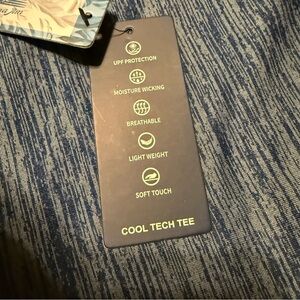 UPF PROTECTION
MOISTURE WICKING
BREATHABLE
LIGHT WEIGHT
SOFT TOUCH
COOL TECH TEE